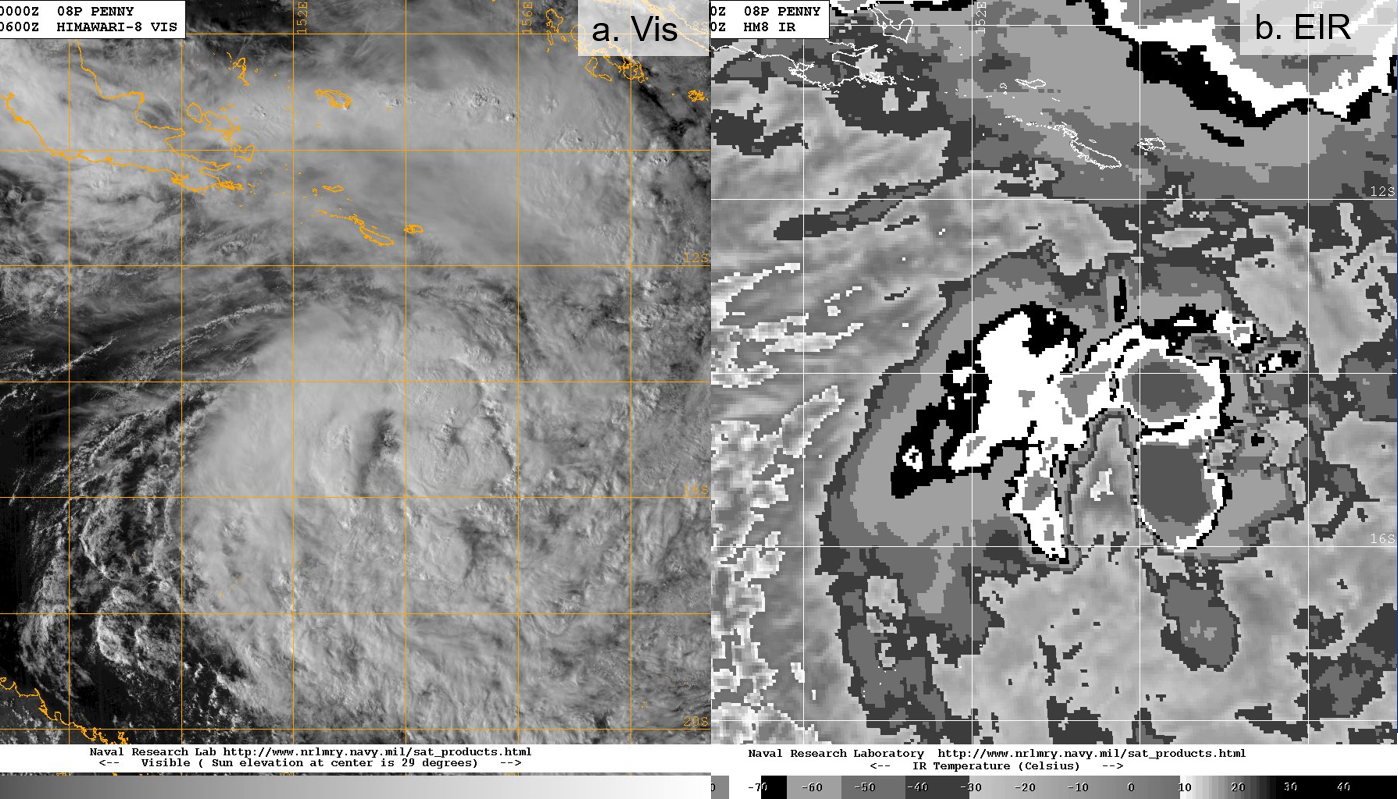 0000Z 08P PENNY
0600Z HIMAWARI-8 VIS
152E
156E
a. Vis
12S
16S
20S
Naval Research Lab http://www.nrlmry.navy.mil/sat_products.html
<-- Visible ( Sun elevation at center is 29 degrees) -->
0Z 08P PENNY
Z HM8 IR
152E
b. EIR
12S
16S
Naval Research Laboratory http://www.nrlmry.navy.mil/sat_products.html
<-- IR Temperature (Celsius) -->
0 -70 -60 -50 -40 -30 -20 -10 0 10 20 30 40